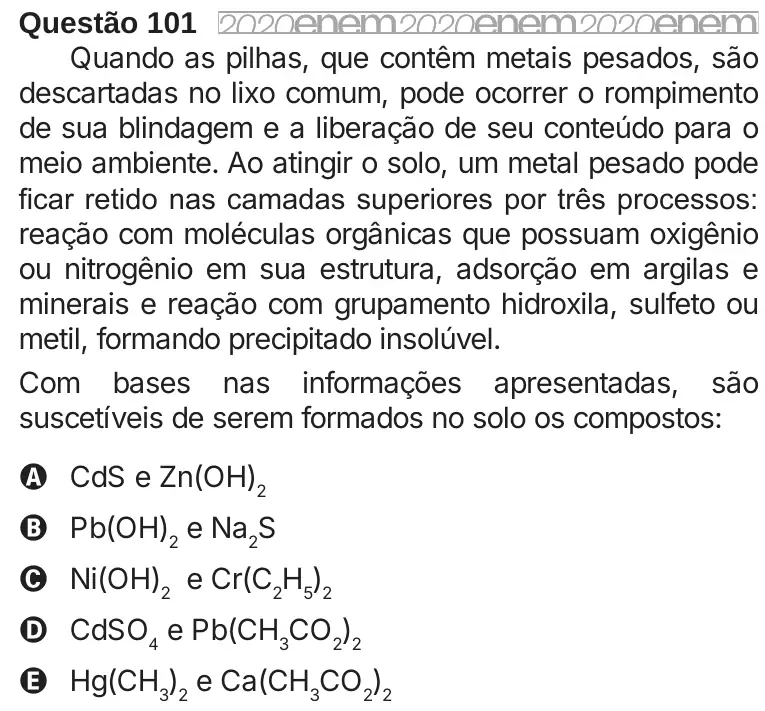 Questão 101 2020enem2020enem2020enem
Quando as pilhas, que contêm metais pesados, são
descartadas no lixo comum, pode ocorrer o rompimento
de sua blindagem e a liberação de seu conteúdo para o
meio ambiente. Ao atingir o solo, um metal pesado pode
ficar retido nas camadas superiores por três processos:
reação com moléculas orgânicas que possuam oxigênio
ou nitrogênio em sua estrutura, adsorção em argilas e
minerais e reação com grupamento hidroxila, sulfeto ou
metil, formando precipitado insolúvel.
Com bases nas informações apresentadas, são
suscetíveis de serem formados no solo os compostos:
A CdS e Zn(OH)₂
B Pb(OH)₂ e Na₂S
C Ni(OH)₂ e Cr(C₂H₅)₂
D CdSO₄ e Pb(CH₃CO₂)₂
E Hg(CH₃)₂ e Ca(CH₃CO₂)₂